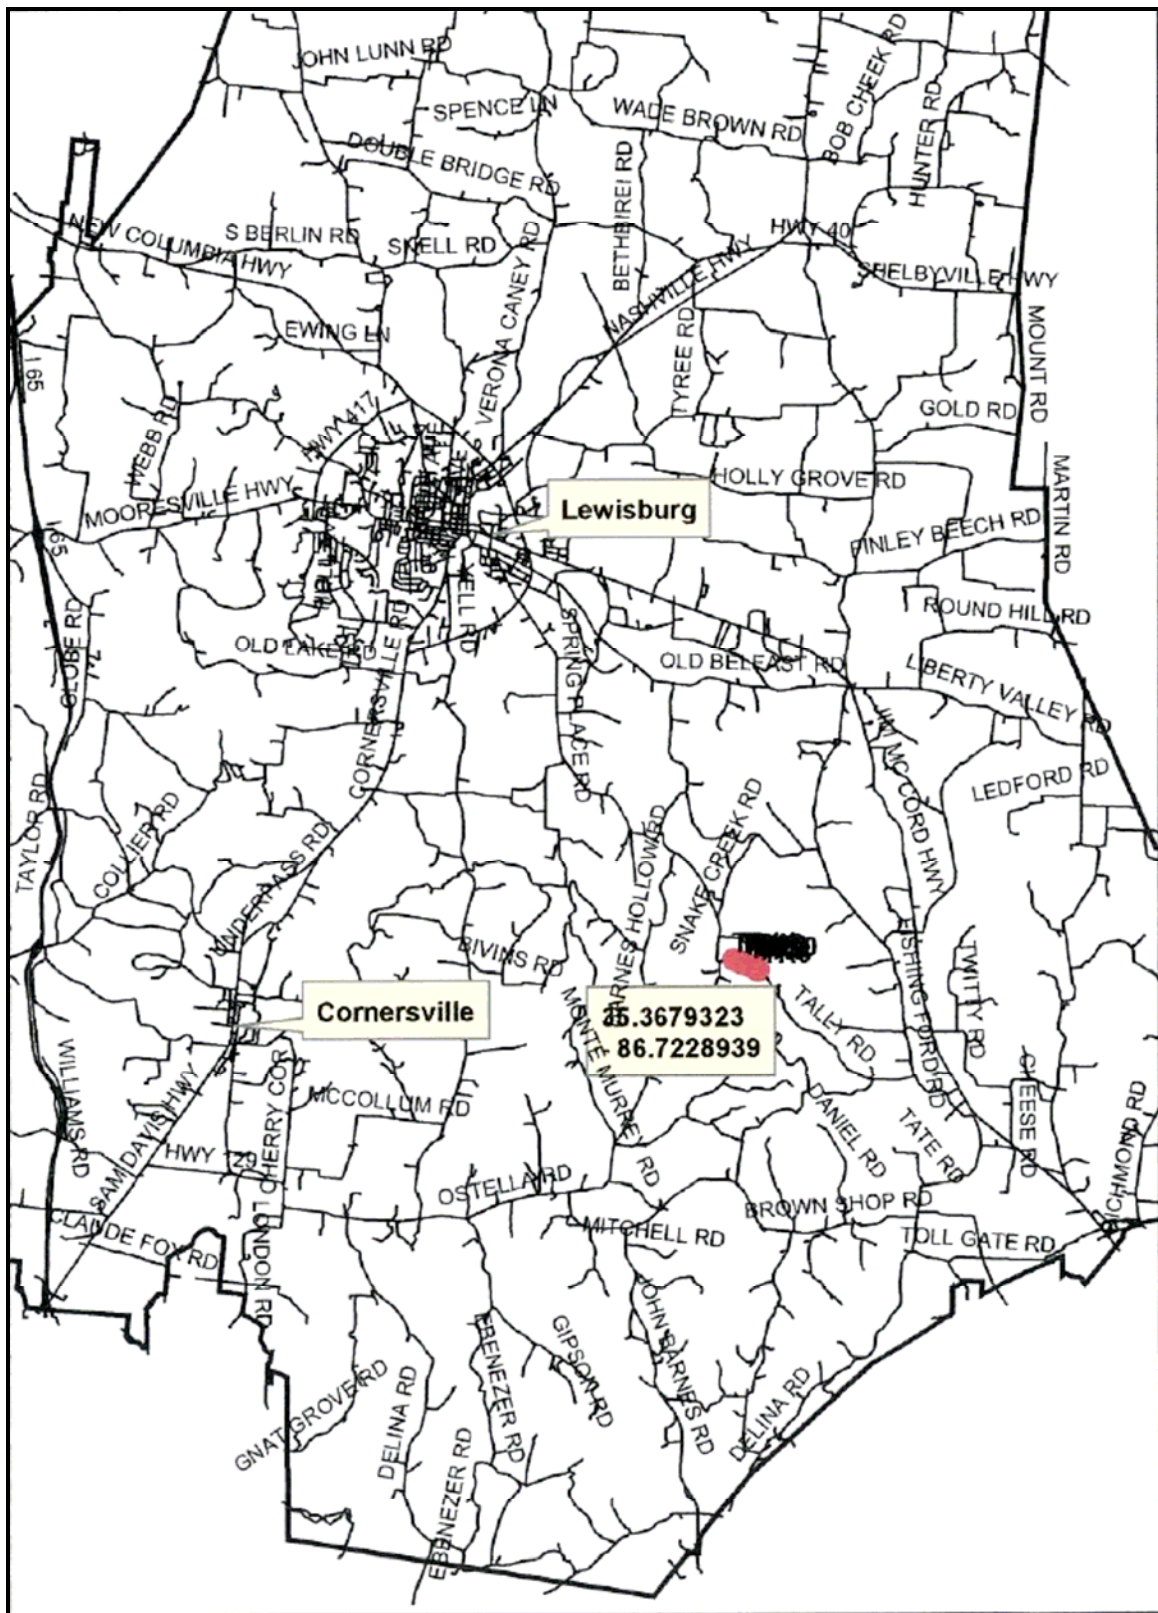 JOHN LUNN RD
SPENCE LN
WADE BROWN RD
BOB CHEEK RD
HUNTER RD
DOUBLE BRIDGE RD
BETHBIREI RD
NEW COLUMBIA HWY
S BERLIN RD
SNELL RD
VERONA CANEY RD
HWY 40
NASHVILLE HWY
SHELBYVILLE HWY
EWING LN
TYREE RD
MOUNT RD
I 65
GOLD RD
HWY 417
WEBB RD
MOORESVILLE HWY
HOLLY GROVE RD
Lewisburg
MARTIN RD
FINLEY BEECH RD
I 65
ROUND HILL RD
GLOBE RD
OLD LAKE RD
CORNERSVILLE RD
SPRING PLACE RD
OLD BELFAST RD
LIBERTY VALLEY RD
JIM MCCORD HWY
LEDFORD RD
TAYLOR RD
COLLIER RD
UNDERPASS RD
SNAKE CREEK RD
BARNES HOLLOW RD
BIVINS RD
FISHING FORD RD
TWITTY RD
Cornersville
35.3679323
86.7228939
TALLY RD
MONTE MURREY RD
WILLIAMS RD
SAM DAVIS HWY
CHERRY COR
MCCOLLUM RD
DANIEL RD
TATE RD
CHEESE RD
RICHMOND RD
HWY 129
OSTELLA RD
BROWN SHOP RD
MITCHELL RD
TOLL GATE RD
CLAUDE FOX RD
LONDON RD
JOHN BARNES RD
EBENEZER RD
GIPSON RD
GNAT GROVE RD
DELINA RD
DELINA RD
EBENEZER RD